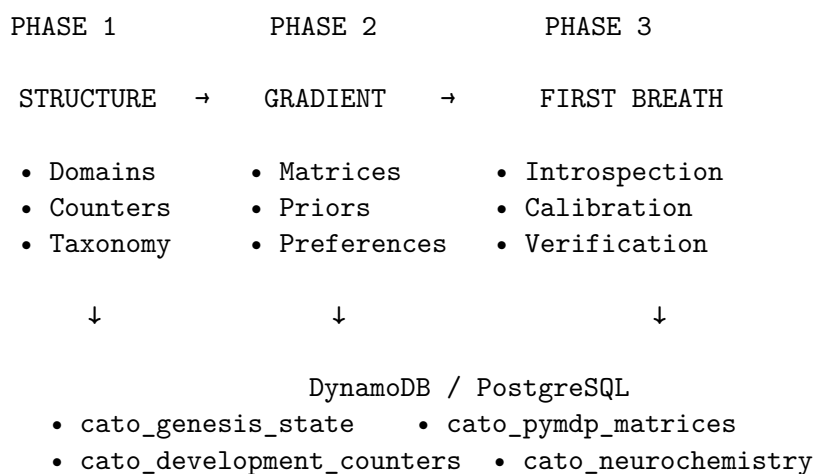 PHASE 1 PHASE 2 PHASE 3
STRUCTURE → GRADIENT → FIRST BREATH
• Domains • Matrices • Introspection
• Counters • Priors • Calibration
• Taxonomy • Preferences • Verification
↓ ↓ ↓
DynamoDB / PostgreSQL
• cato_genesis_state • cato_pymdp_matrices
• cato_development_counters • cato_neurochemistry